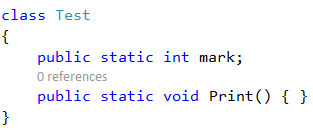 class Test
{
    public static int mark;
    0 references
    public static void Print() { }
}